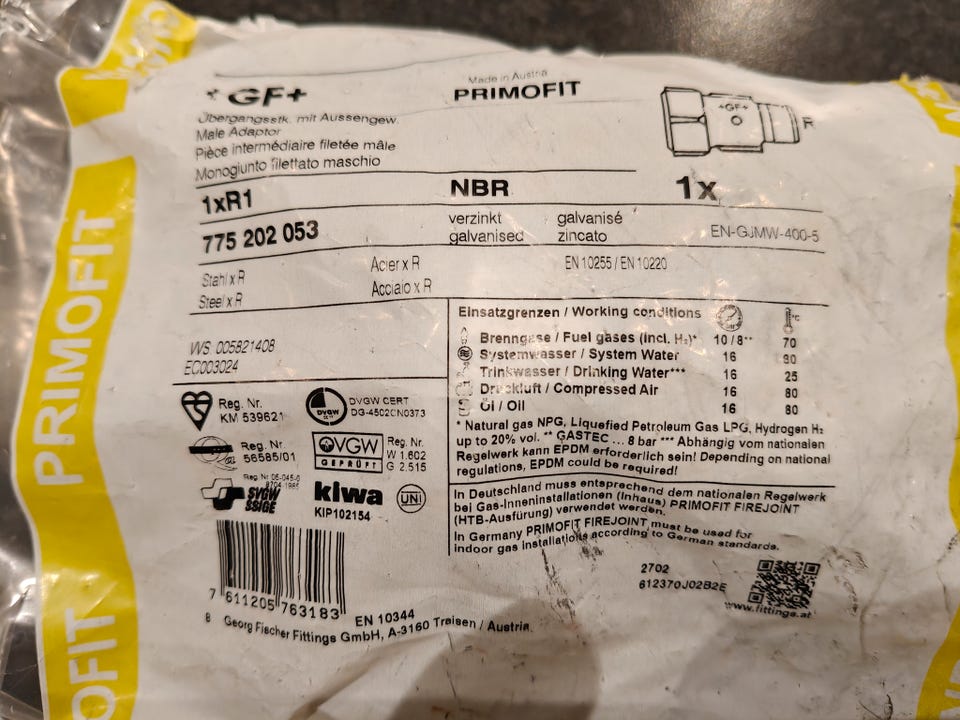 PRIMOFIT
OFIT
+GF+
Made in Austria
PRIMOFIT
Übergangsstk. mit Aussengew.
Male Adaptor
Pièce intermédiaire filetée mâle
Monogiunto filettato maschio
+GF+
R
1xR1 NBR 1x
775 202 053
verzinkt galvanisé
galvanised zincato
EN-GJMW-400-5
Stahl x R Acier x R EN 10255 / EN 10220
Steel x R Acciaio x R
VVS 005821408
EC003024
Reg. Nr.
KM 539621
DVGW
DVGW CERT
DG-4502CN0373
Reg. Nr.
56585/01
DVGW
GEPRÜFT
Reg. Nr.
W 1.602
G 2.515
SVGW
SSIGE
kiwa
KIP102154
UNI
Einsatzgrenzen / Working conditions °C
Brenngase / Fuel gases (incl. H₂)* 10 / 8** 70
Systemwasser / System Water 16 80
Trinkwasser / Drinking Water*** 16 25
Druckluft / Compressed Air 16 80
Öl / Oil 16 80
* Natural gas NPG, Liquefied Petroleum Gas LPG, Hydrogen H₂
up to 20% vol. ** GASTEC ... 8 bar *** Abhängig vom nationalen
Regelwerk kann EPDM erforderlich sein! Depending on national
regulations, EPDM could be required!
In Deutschland muss entsprechend dem nationalen Regelwerk
bei Gas-Inneninstallationen (Inhaus) PRIMOFIT FIREJOINT
(HTB-Ausfürung) verwendet werden.
In Germany PRIMOFIT FIREJOINT must be used for
indoor gas installations according to German standards.
7 611205 763183
EN 10344
8 Georg Fischer Fittings GmbH, A-3160 Traisen / Austria
2702
612370J02B2E
www.fittings.at